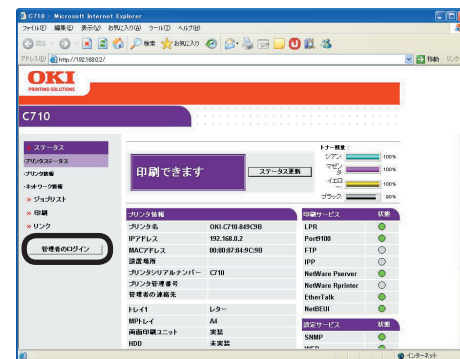 C710 - Microsoft Internet Explorer
ファイル(F) 編集(E) 表示(V) お気に入り(A) ツール(T) ヘルプ(H)
戻る 検索 お気に入り
アドレス(D) http://192.168.0.2/ 移動 リンク
OKI
PRINTING SOLUTIONS
C710
ステータス
プリンタステータス
プリンタ情報
ネットワーク情報
» ジョブリスト
» 印刷
» リンク
管理者のログイン
印刷できます
ステータス更新
トナー残量:
シアン: 100%
マゼンタ: 100%
イエロー: 100%
ブラック: 90%
プリンタ情報
プリンタ名 OKI-C710-849C9B
IPアドレス 192.168.0.2
MACアドレス 00:80:87:84:9C:9B
設置場所
プリンタシリアルナンバー C710
プリンタ管理番号
管理者の連絡先
トレイ1 レター
MPトレイ A4
両面印刷ユニット 実装
HDD 未実装
印刷サービス 状態
LPR
Port9100
FTP
IPP
NetWare Pserver
NetWare Rprinter
EtherTalk
NetBEUI
設定サービス 状態
SNMP
WEB
インターネット